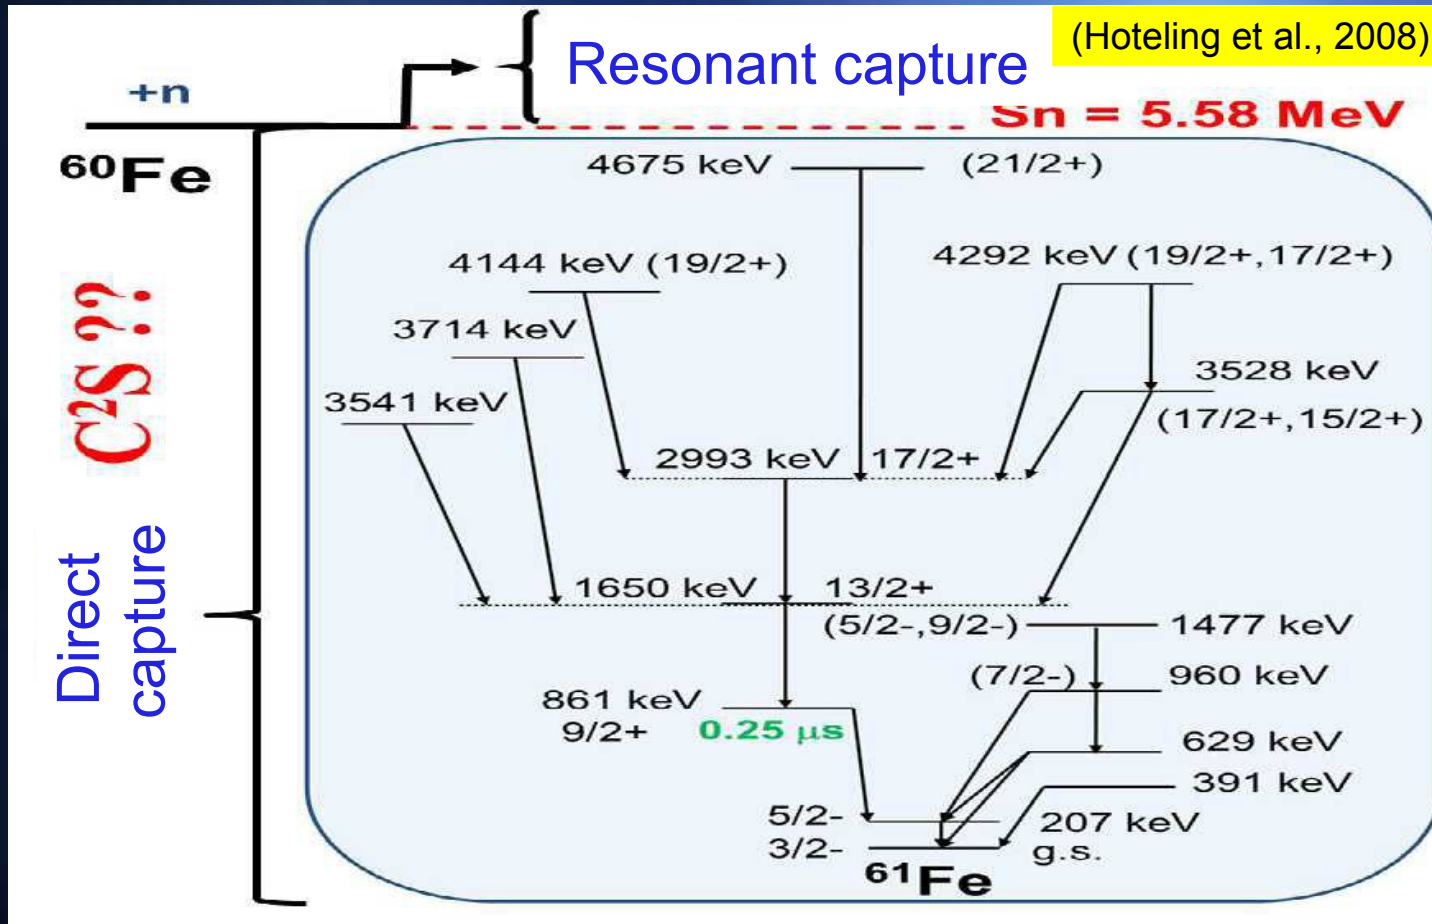 (Hoteling et al., 2008)
Resonant capture
+n
Sn = 5.58 MeV
60Fe
4675 keV (21/2+)
4144 keV (19/2+)
4292 keV (19/2+,17/2+)
3714 keV
3528 keV
(17/2+,15/2+)
3541 keV
C²S ??
2993 keV 17/2+
Direct
capture
1650 keV 13/2+
(5/2-,9/2-) 1477 keV
(7/2-) 960 keV
861 keV
9/2+ 0.25 μs
629 keV
391 keV
5/2- 207 keV
3/2- g.s.
61Fe